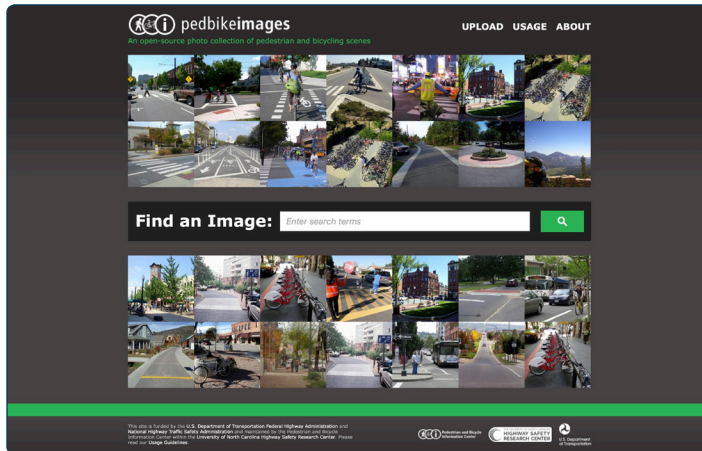 pedbikeimages
UPLOAD USAGE ABOUT
An open-source photo collection of pedestrian and bicycling scenes
Find an Image:
Enter search terms
This site is funded by the U.S. Department of Transportation Federal Highway Administration and
National Highway Traffic Safety Administration and maintained by the Pedestrian and Bicycle
Information Center within the University of North Carolina Highway Safety Research Center. Please
read our Usage Guidelines.
Pedestrian and Bicycle
Information Center
HIGHWAY SAFETY
RESEARCH CENTER
U.S. Department
of Transportation